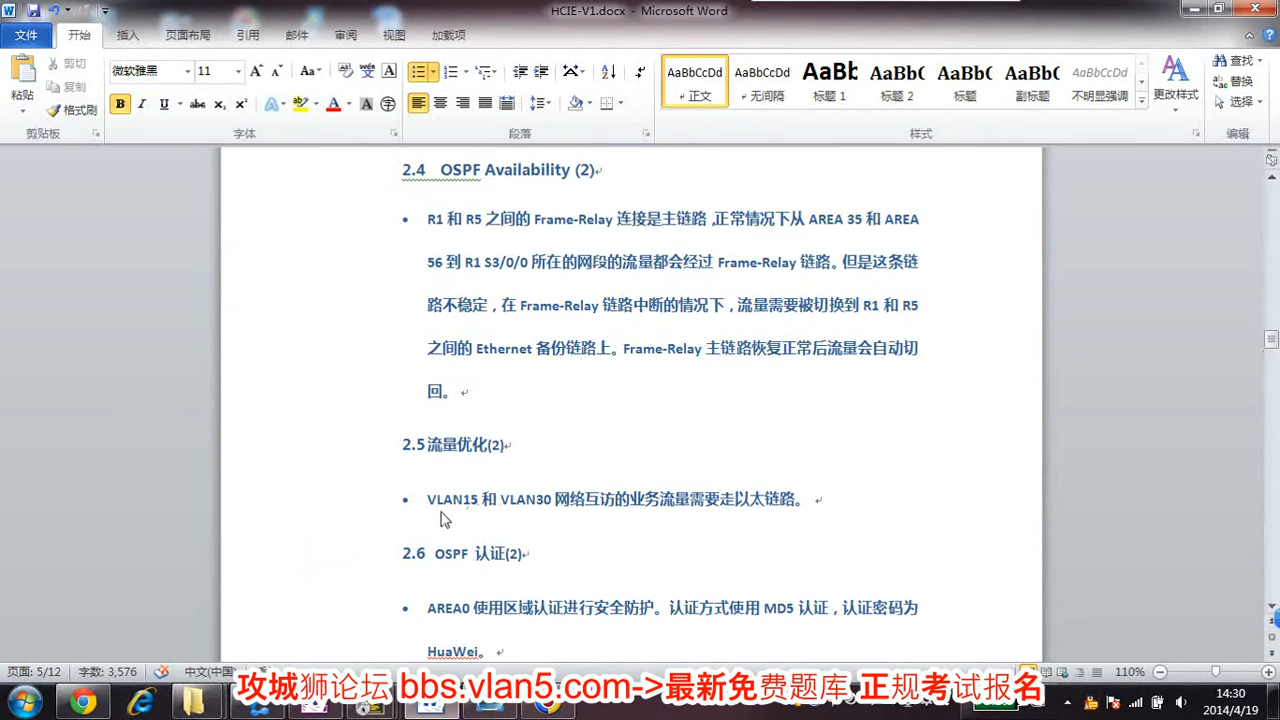 HCIE-V1.docx - Microsoft Word
文件 开始 插入 页面布局 引用 邮件 审阅 视图 加载项
粘贴 剪切 复制 格式刷
微软雅黑 11
AaBbCcDd AaBbCcDd AaBb AaBbC AaBbC AaBbC AaBbCcDd
正文 无间隔 标题 1 标题 2 标题 副标题 不明显强调
更改样式
查找 替换 选择
剪贴板 字体 段落 样式 编辑
2.4 OSPF Availability (2)
• R1 和 R5 之间的 Frame-Relay 连接是主链路,正常情况下从 AREA 35 和 AREA
56 到 R1 S3/0/0 所在的网段的流量都会经过 Frame-Relay 链路。但是这条链
路不稳定，在 Frame-Relay 链路中断的情况下，流量需要被切换到 R1 和 R5
之间的 Ethernet 备份链路上。Frame-Relay 主链路恢复正常后流量会自动切
回。
2.5 流量优化(2)
• VLAN15 和 VLAN30 网络互访的业务流量需要走以太链路。
2.6 OSPF 认证(2)
• AREA0 使用区域认证进行安全防护。认证方式使用 MD5 认证，认证密码为
HuaWei。
页面: 5/12 字数: 3,576 中文(中国) 110%
攻城狮论坛 bbs.vlan5.com->最新免费题库 正规考试报名
14:30
2014/4/19